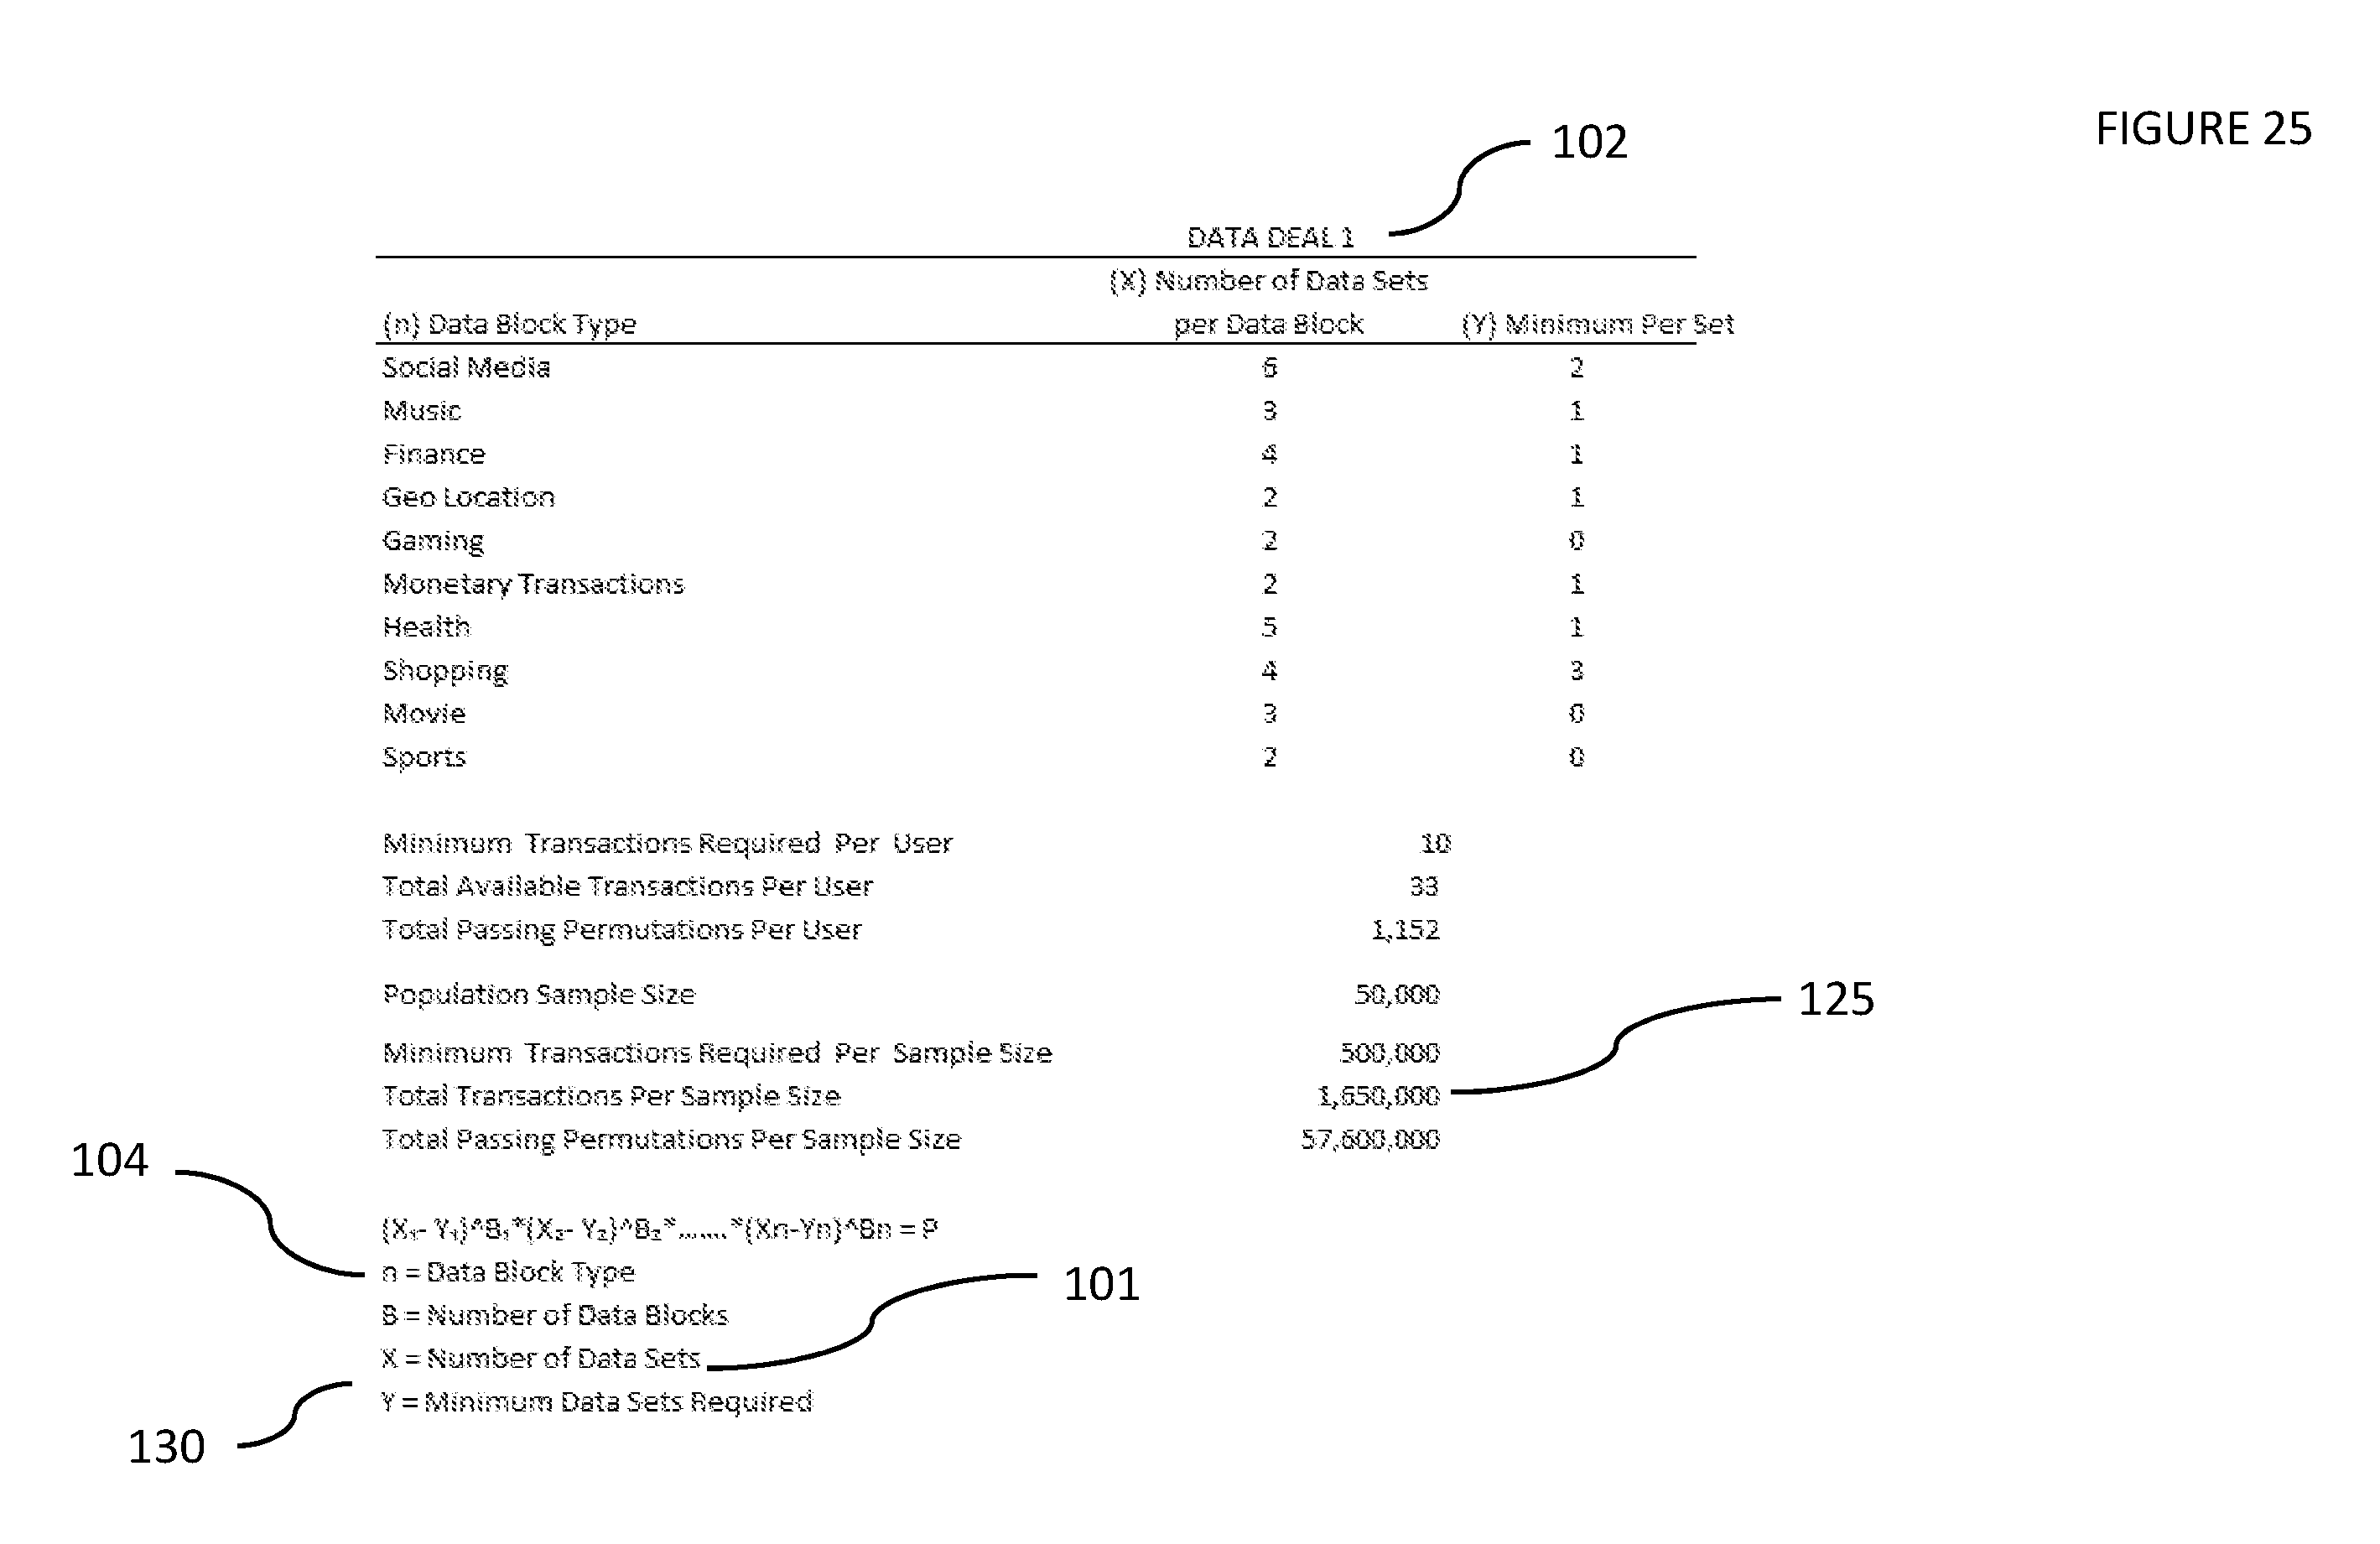 FIGURE 25
102
DATA DEAL 1
(X) Number of Data Sets
(n) Data Block Type per Data Block (Y) Minimum Per Set
Social Media 6 2
Music 3 1
Finance 4 1
Geo Location 2 1
Gaming 2 0
Monetary Transactions 2 1
Health 5 1
Shopping 4 3
Movie 3 0
Sports 2 0
Minimum Transactions Required Per User 10
Total Available Transactions Per User 33
Total Passing Permutations Per User 1,152
Population Sample Size 50,000
125
Minimum Transactions Required Per Sample Size 500,000
Total Transactions Per Sample Size 1,650,000
Total Passing Permutations Per Sample Size 57,600,000
104
(X₁- Y₁)^B₁*(X₂- Y₂)^B₂*.......*(Xn-Yn)^Bn = P
n = Data Block Type
101
B = Number of Data Blocks
X = Number of Data Sets
Y = Minimum Data Sets Required
130